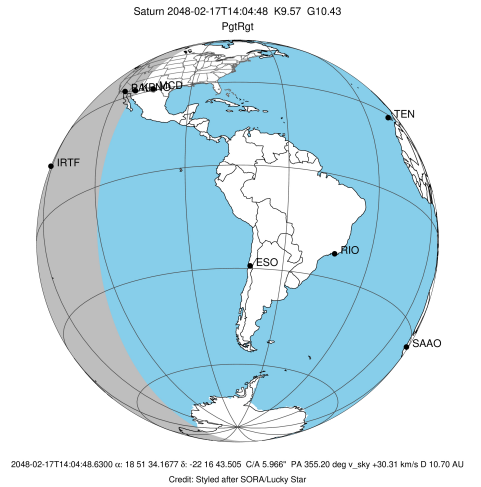 Saturn 2048-02-17T14:04:48 K9.57 G10.43
PgtRgt
MCD
TEN
IRTF
RIO
ESO
SAAO
2048-02-17T14:04:48.6300 α: 18 51 34.1677 δ: -22 16 43.505 C/A 5.966" PA 355.20 deg v_sky +30.31 km/s D 10.70 AU
Credit: Styled after SORA/Lucky Star